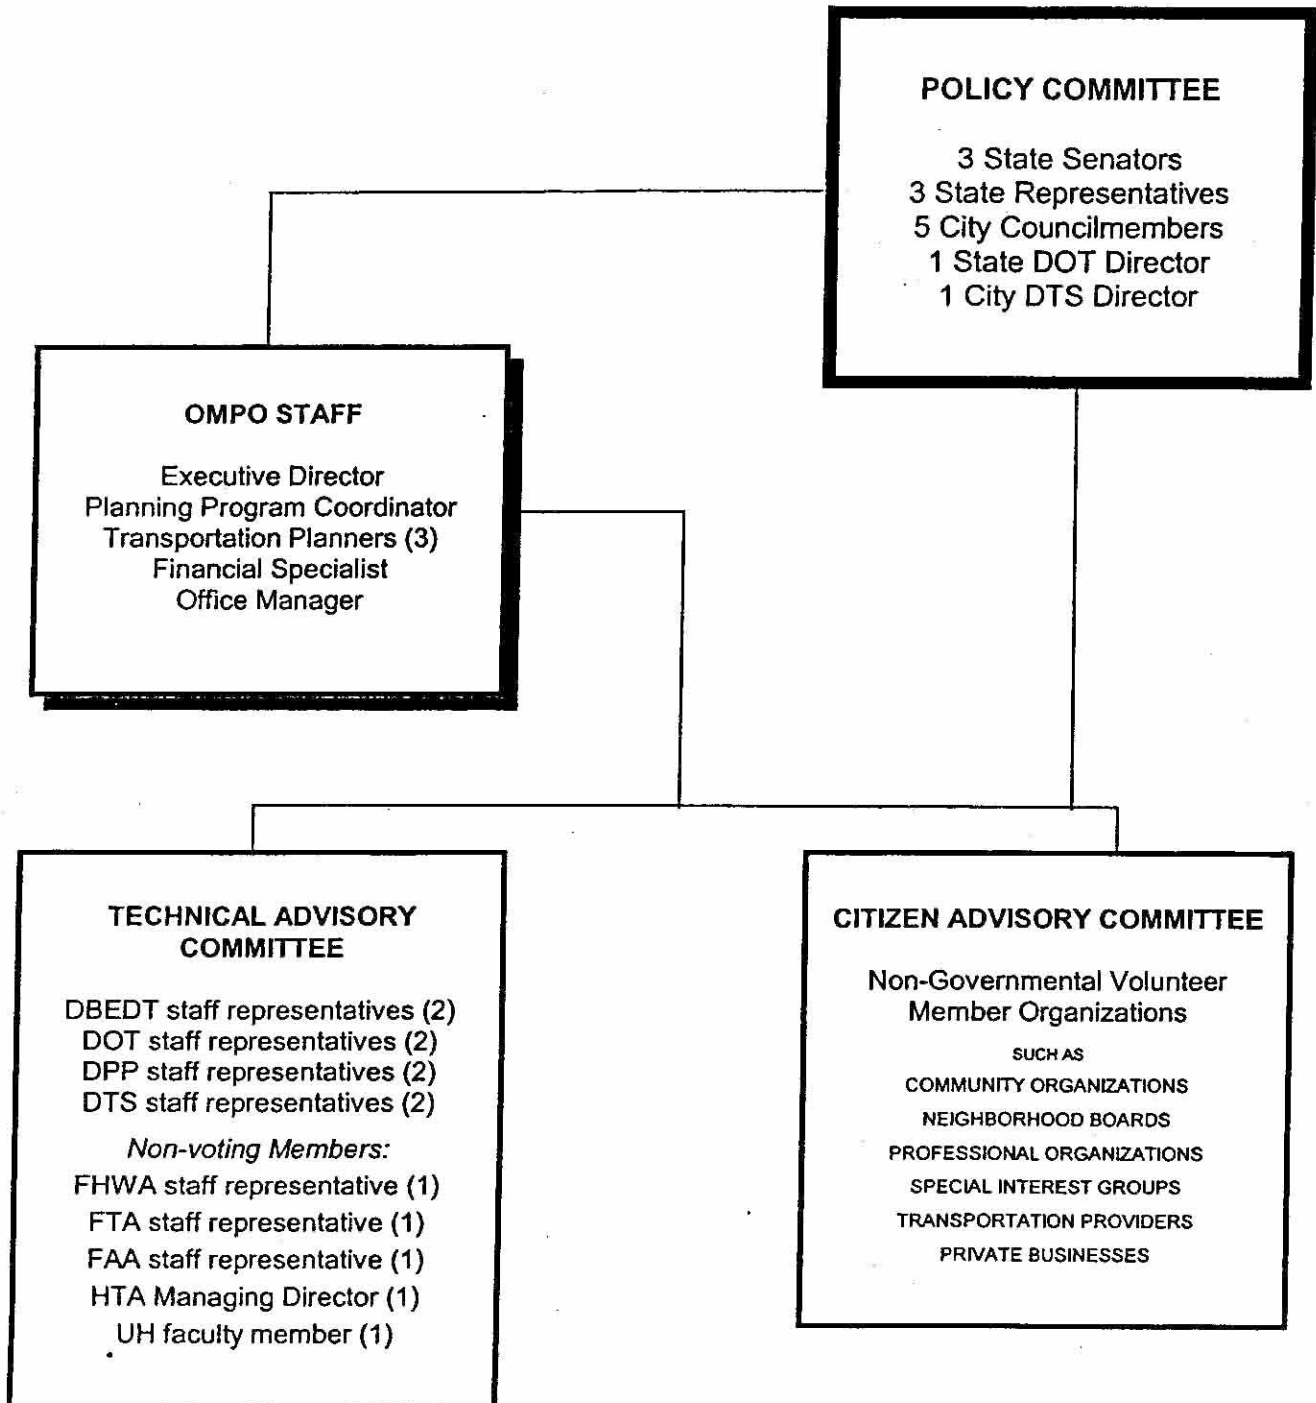 POLICY COMMITTEE
3 State Senators
3 State Representatives
5 City Councilmembers
1 State DOT Director
1 City DTS Director
OMPO STAFF
Executive Director
Planning Program Coordinator
Transportation Planners (3)
Financial Specialist
Office Manager
TECHNICAL ADVISORY
COMMITTEE
DBEDT staff representatives (2)
DOT staff representatives (2)
DPP staff representatives (2)
DTS staff representatives (2)
Non-voting Members:
FHWA staff representative (1)
FTA staff representative (1)
FAA staff representative (1)
HTA Managing Director (1)
UH faculty member (1)
CITIZEN ADVISORY COMMITTEE
Non-Governmental Volunteer
Member Organizations
SUCH AS
COMMUNITY ORGANIZATIONS
NEIGHBORHOOD BOARDS
PROFESSIONAL ORGANIZATIONS
SPECIAL INTEREST GROUPS
TRANSPORTATION PROVIDERS
PRIVATE BUSINESSES